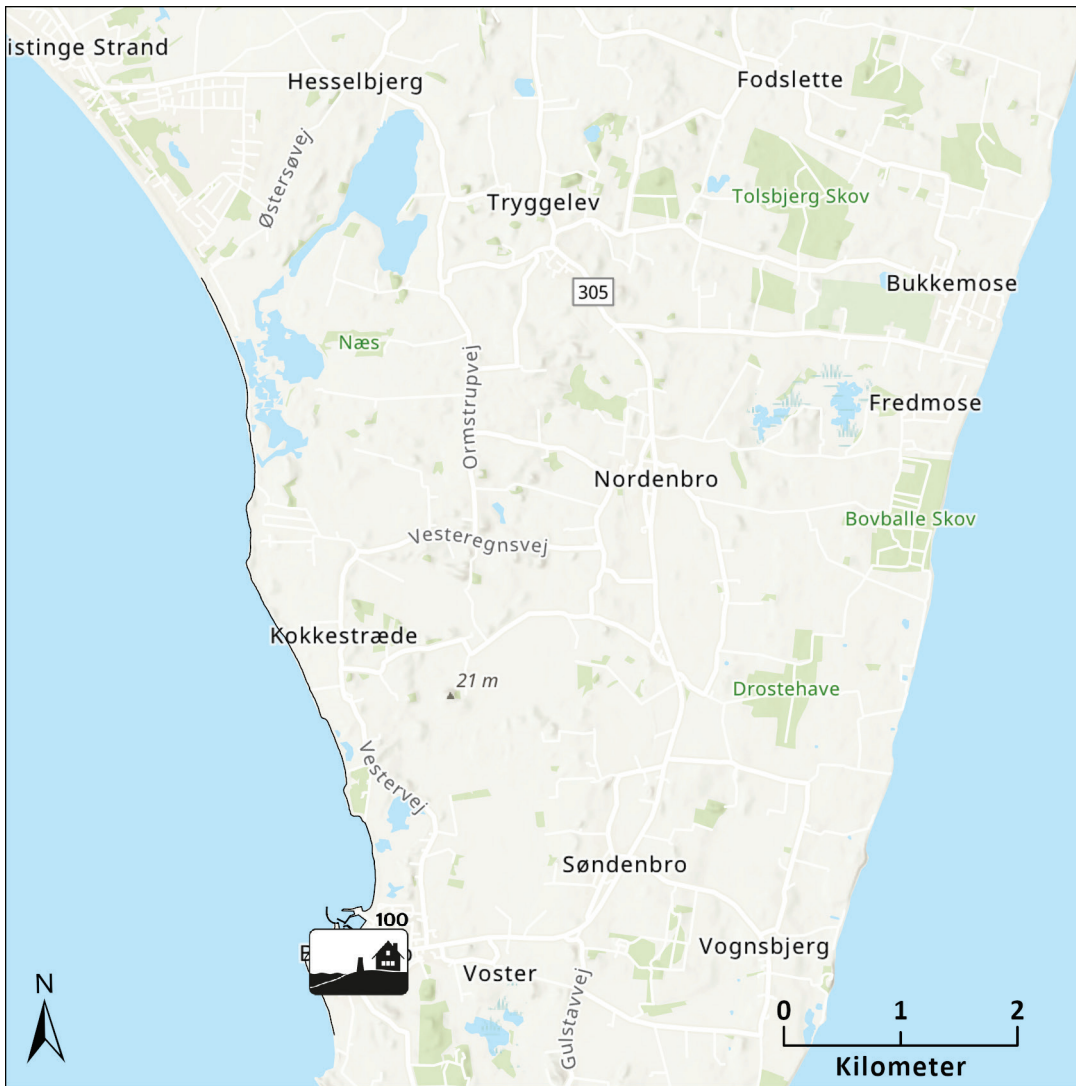 istinge Strand
Hesselbjerg
Fodslette
Østersøvej
Tryggelev
Tolsbjerg Skov
305
Bukkemose
Næs
Ormstrupvej
Fredmose
Nordenbro
Bovballe Skov
Vesteregnsvej
Kokkestræde
21 m
Drostehave
Vestervej
Søndenbro
100
Vognsbjerg
Voster
Gulstavvej
N
0 1 2
Kilometer